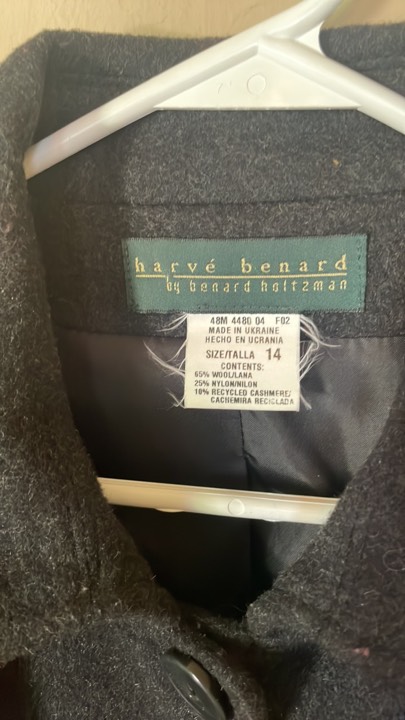 harvé benard
by benard holtzman
48M 4480 04 F02
MADE IN UKRAINE
HECHO EN UCRANIA
SIZE/TALLA 14
CONTENTS:
65% WOOL/LANA
25% NYLON/NILON
10% RECYCLED CASHMERE/
CACHEMIRA RECICLADA